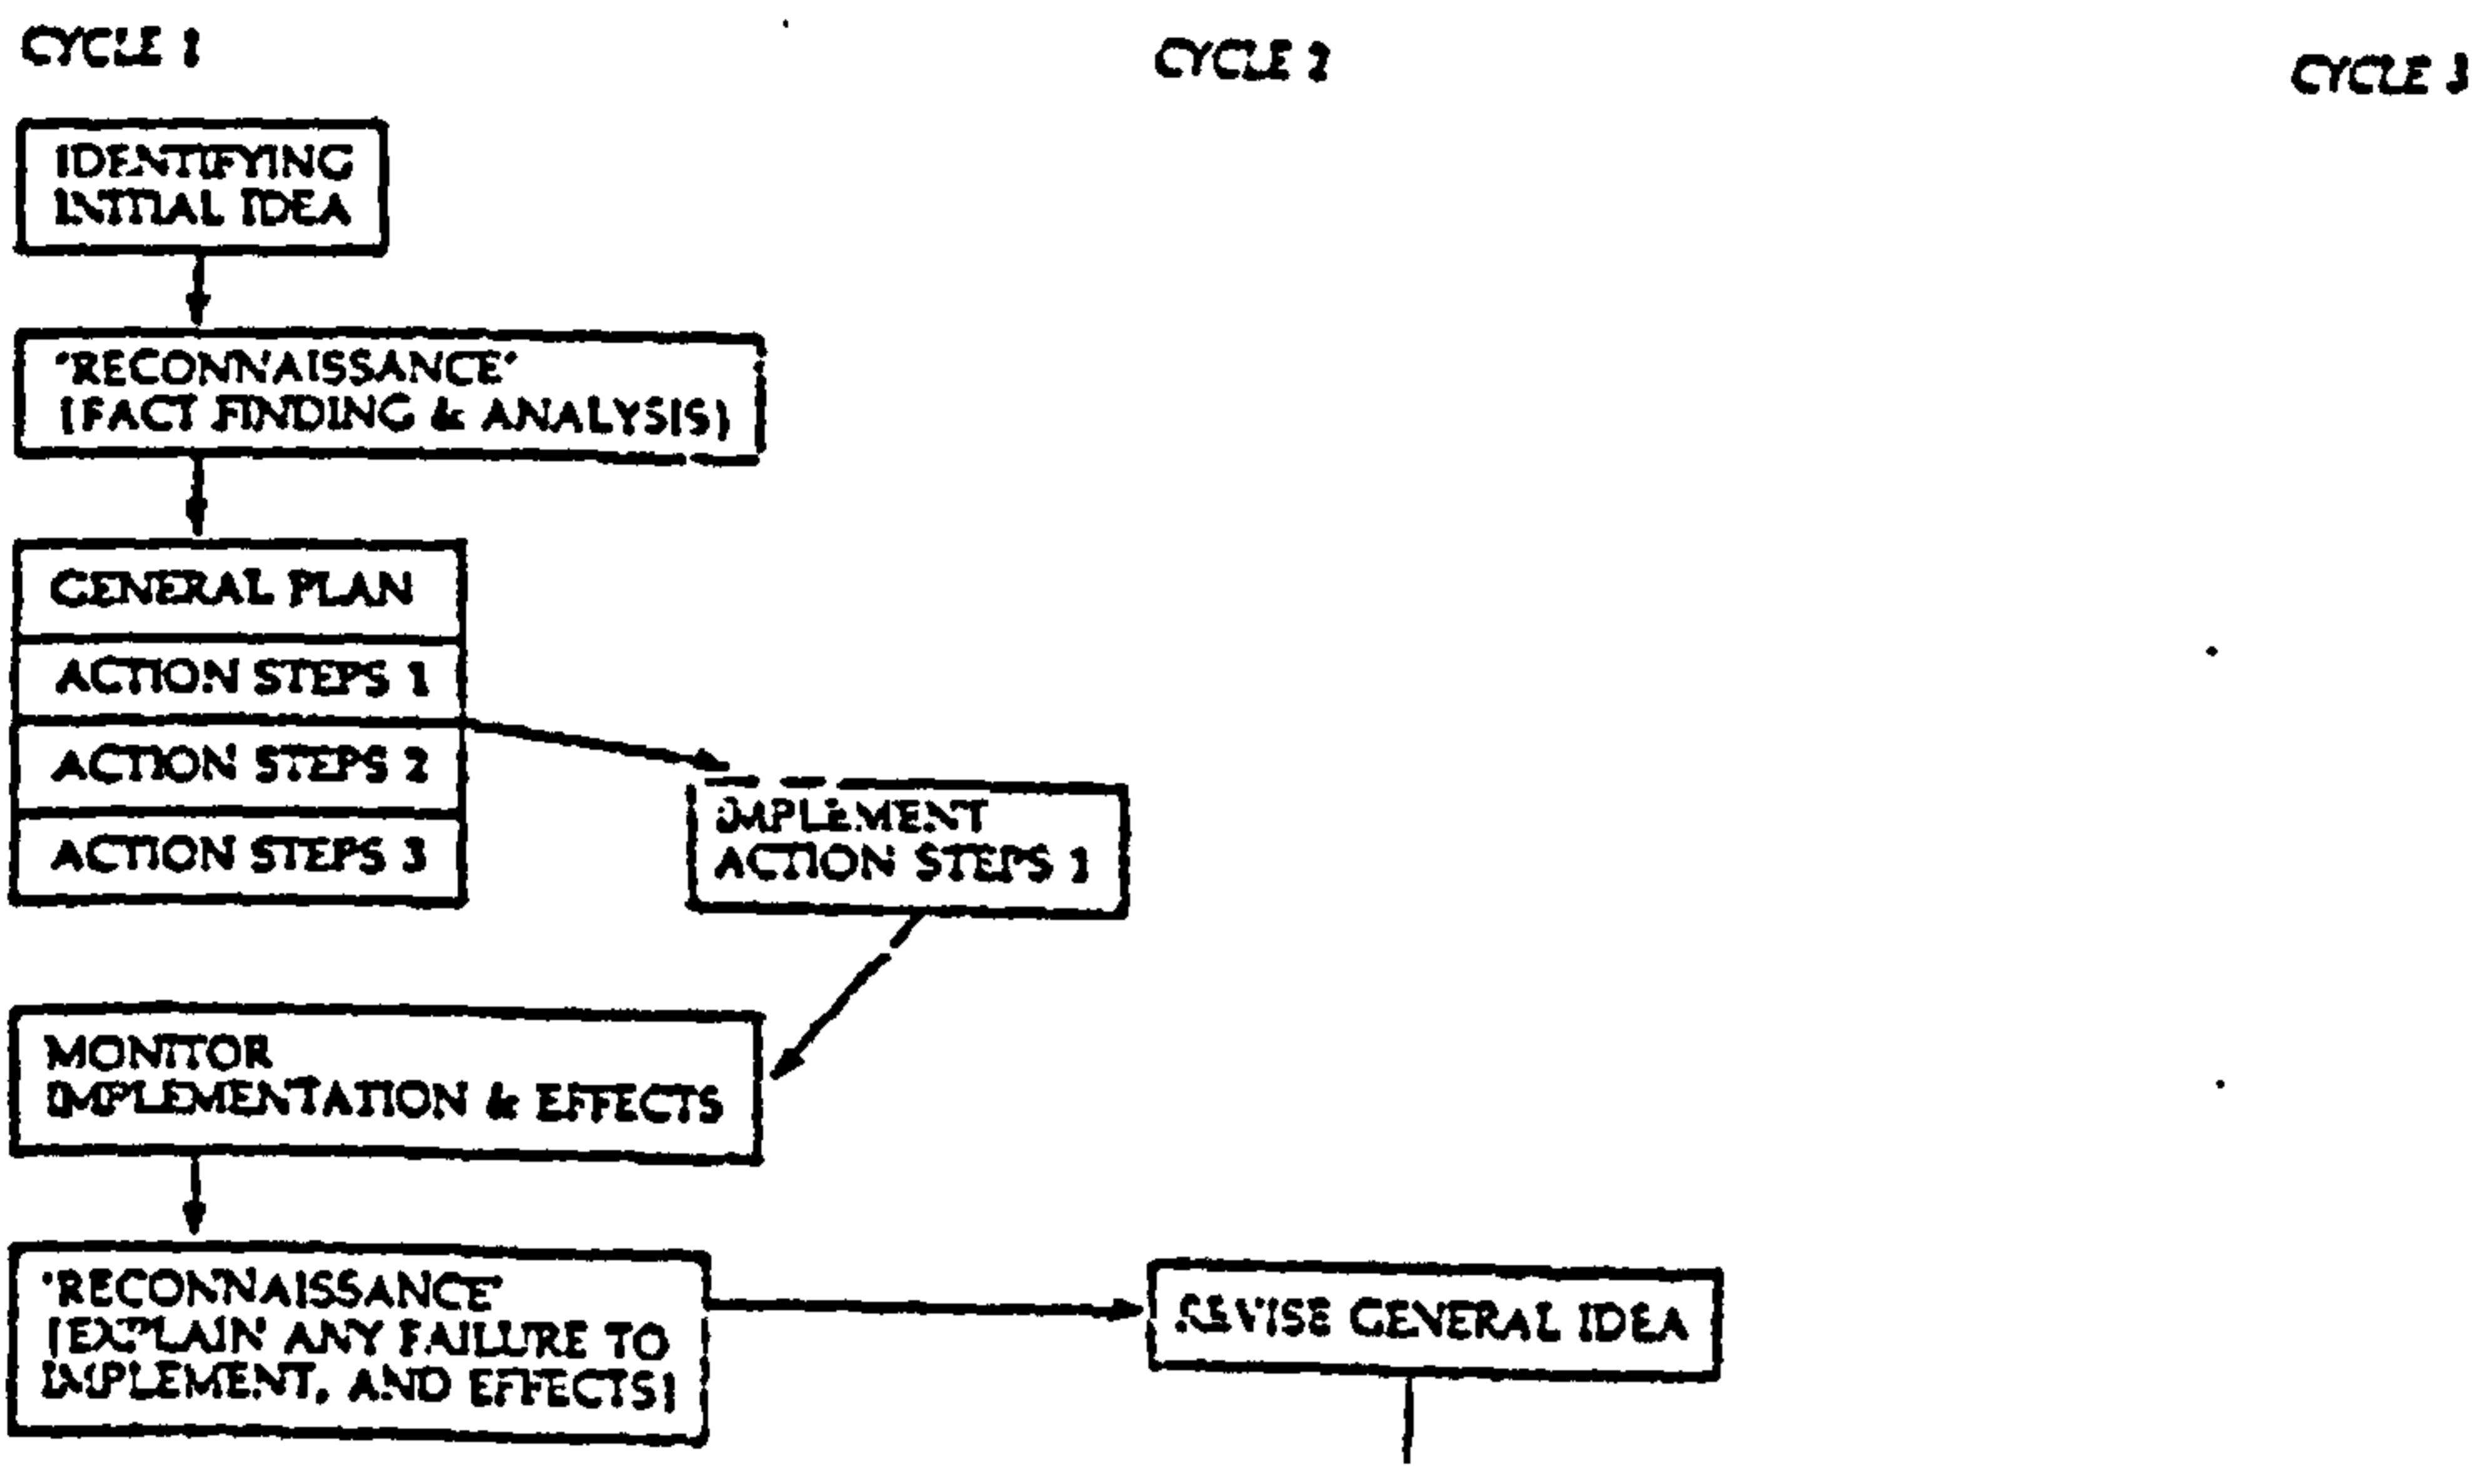 CYCLE 1
CYCLE 2
CYCLE 3
IDENTIFYING
INITIAL IDEA
'RECONNAISSANCE'
(FACT FINDING & ANALYSIS)
GENERAL PLAN
ACTION STEPS 1
ACTION STEPS 2
ACTION STEPS 3
IMPLEMENT
ACTION STEPS 1
MONITOR
IMPLEMENTATION & EFFECTS
'RECONNAISSANCE'
(EXPLAIN ANY FAILURE TO
IMPLEMENT, AND EFFECTS)
REVISE GENERAL IDEA